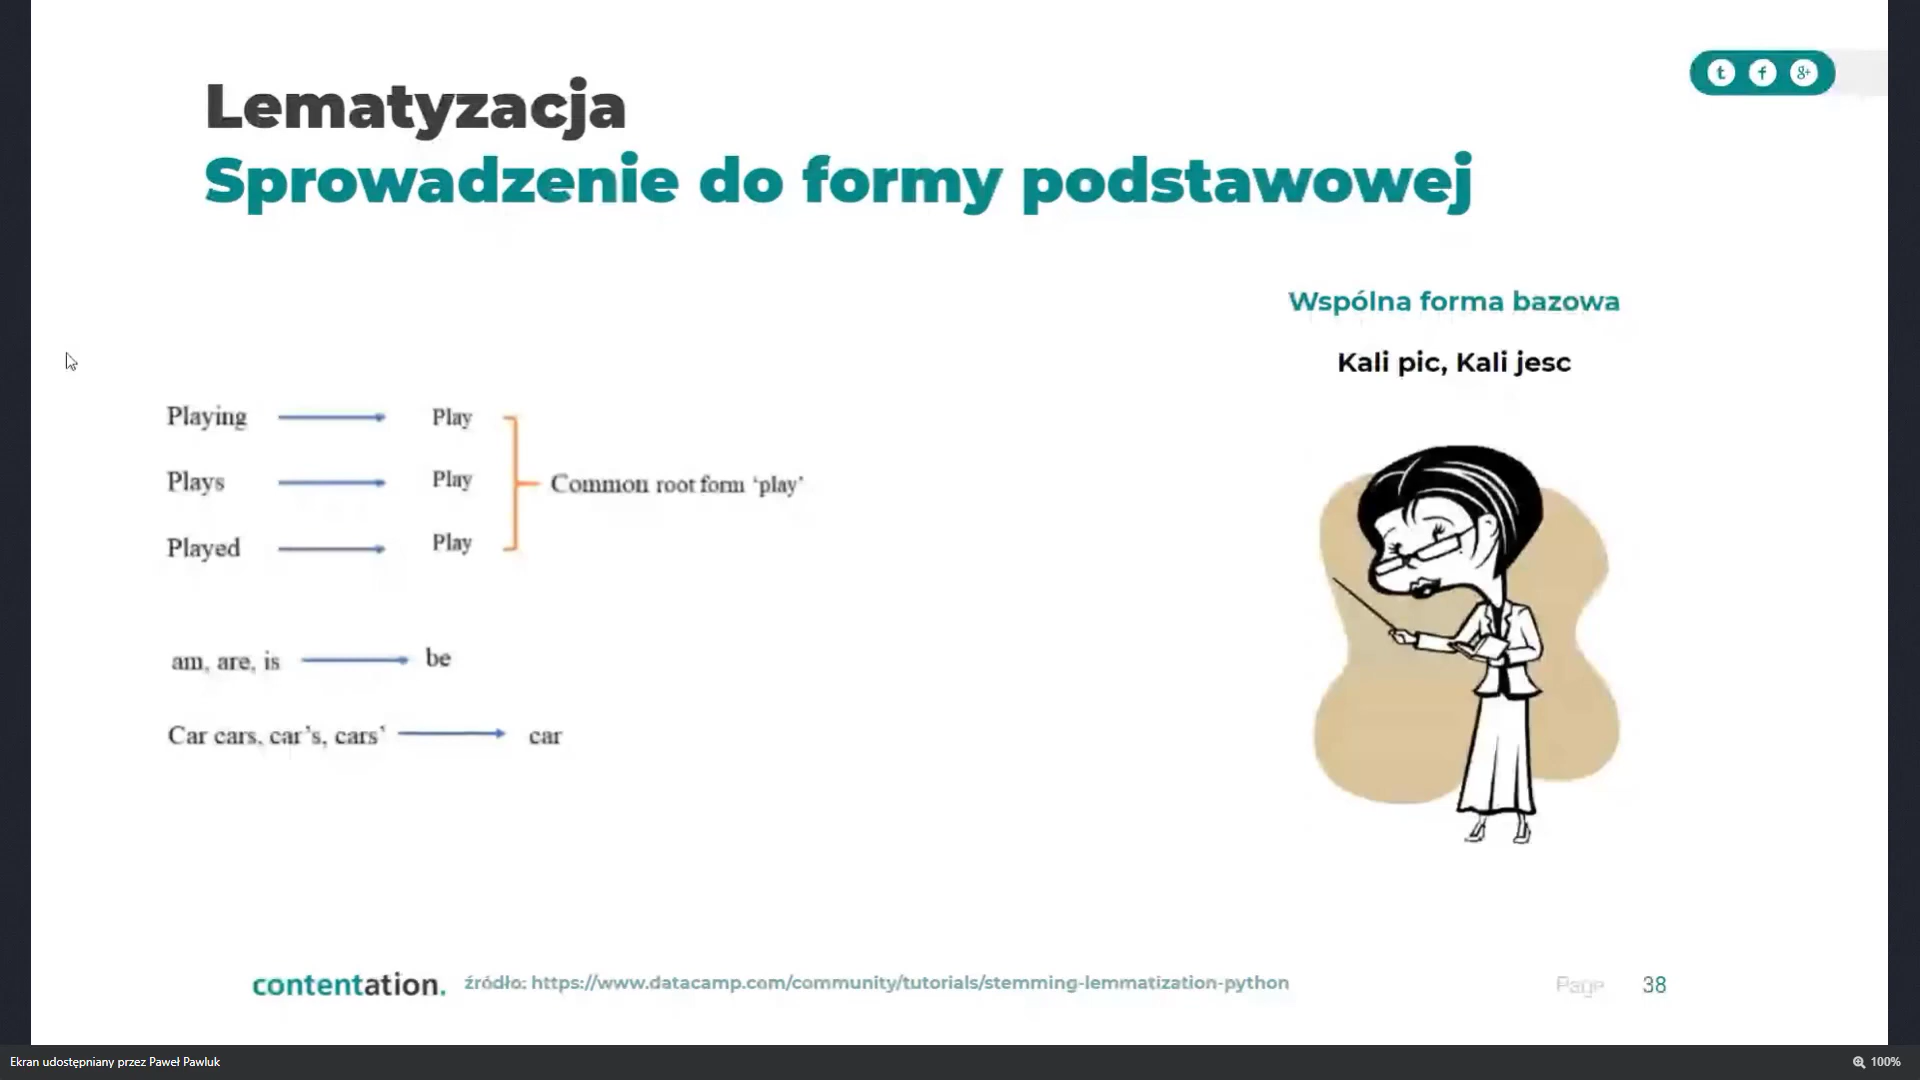 Lematyzacja
Sprowadzenie do formy podstawowej
t f g+
Wspólna forma bazowa
Kali pic, Kali jesc
Playing Play
Plays Play
Common root form ‘play’
Played Play
am, are, is be
Car cars, car’s, cars’ car
contentation. źródło: https://www.datacamp.com/community/tutorials/stemming-lemmatization-python Page 38
Ekran udostępniany przez Paweł Pawluk 100%